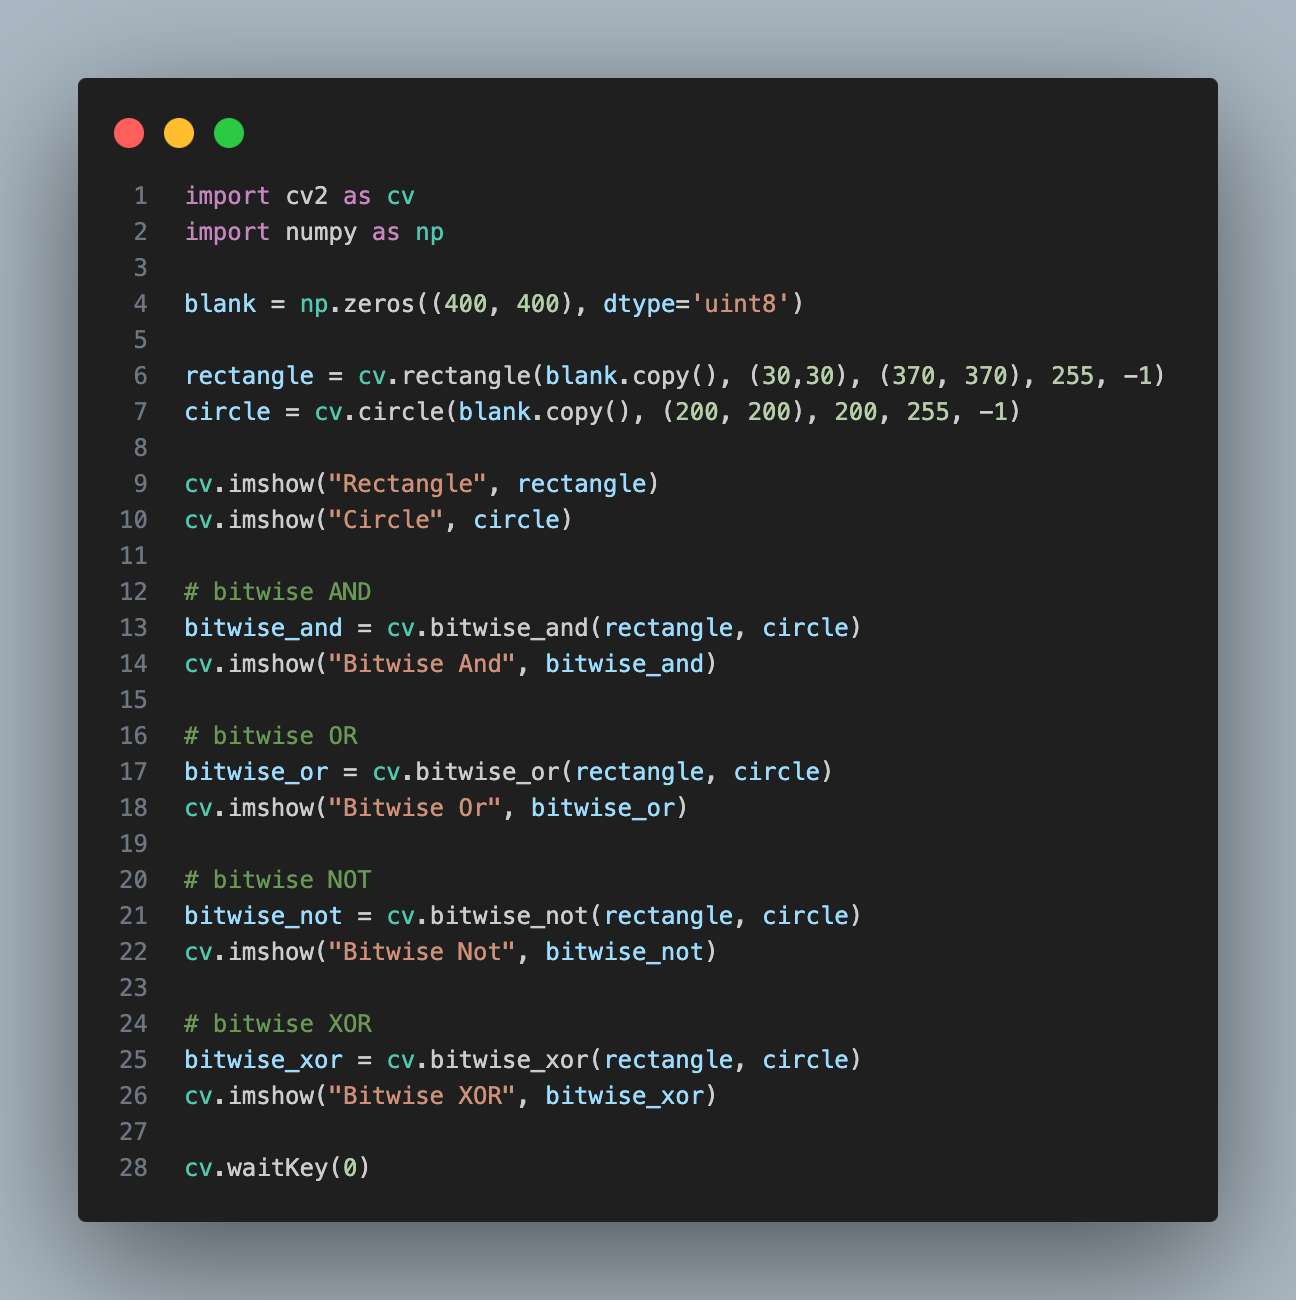 1 import cv2 as cv
2 import numpy as np
3
4 blank = np.zeros((400, 400), dtype='uint8')
5
6 rectangle = cv.rectangle(blank.copy(), (30,30), (370, 370), 255, -1)
7 circle = cv.circle(blank.copy(), (200, 200), 200, 255, -1)
8
9 cv.imshow("Rectangle", rectangle)
10 cv.imshow("Circle", circle)
11
12 # bitwise AND
13 bitwise_and = cv.bitwise_and(rectangle, circle)
14 cv.imshow("Bitwise And", bitwise_and)
15
16 # bitwise OR
17 bitwise_or = cv.bitwise_or(rectangle, circle)
18 cv.imshow("Bitwise Or", bitwise_or)
19
20 # bitwise NOT
21 bitwise_not = cv.bitwise_not(rectangle, circle)
22 cv.imshow("Bitwise Not", bitwise_not)
23
24 # bitwise XOR
25 bitwise_xor = cv.bitwise_xor(rectangle, circle)
26 cv.imshow("Bitwise XOR", bitwise_xor)
27
28 cv.waitKey(0)